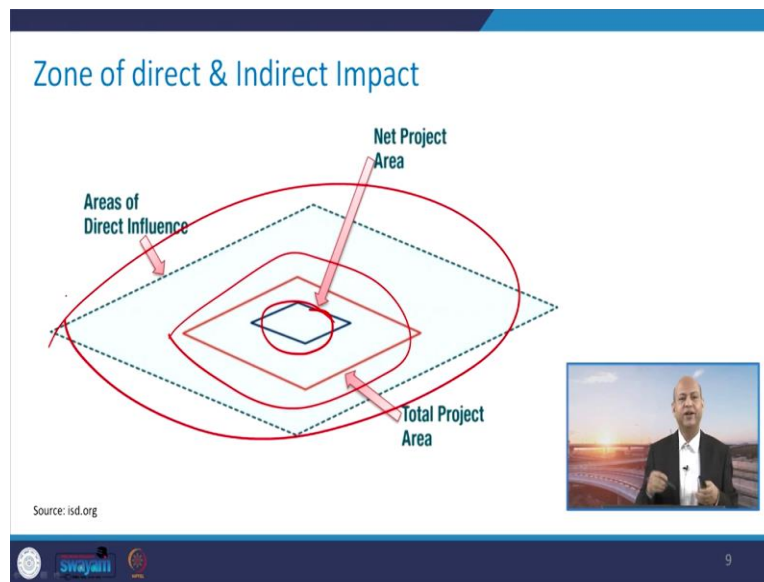 Zone of direct & Indirect Impact
Net Project
Area
Areas of
Direct Influence
Total Project
Area
Source: isd.org
swayam
9